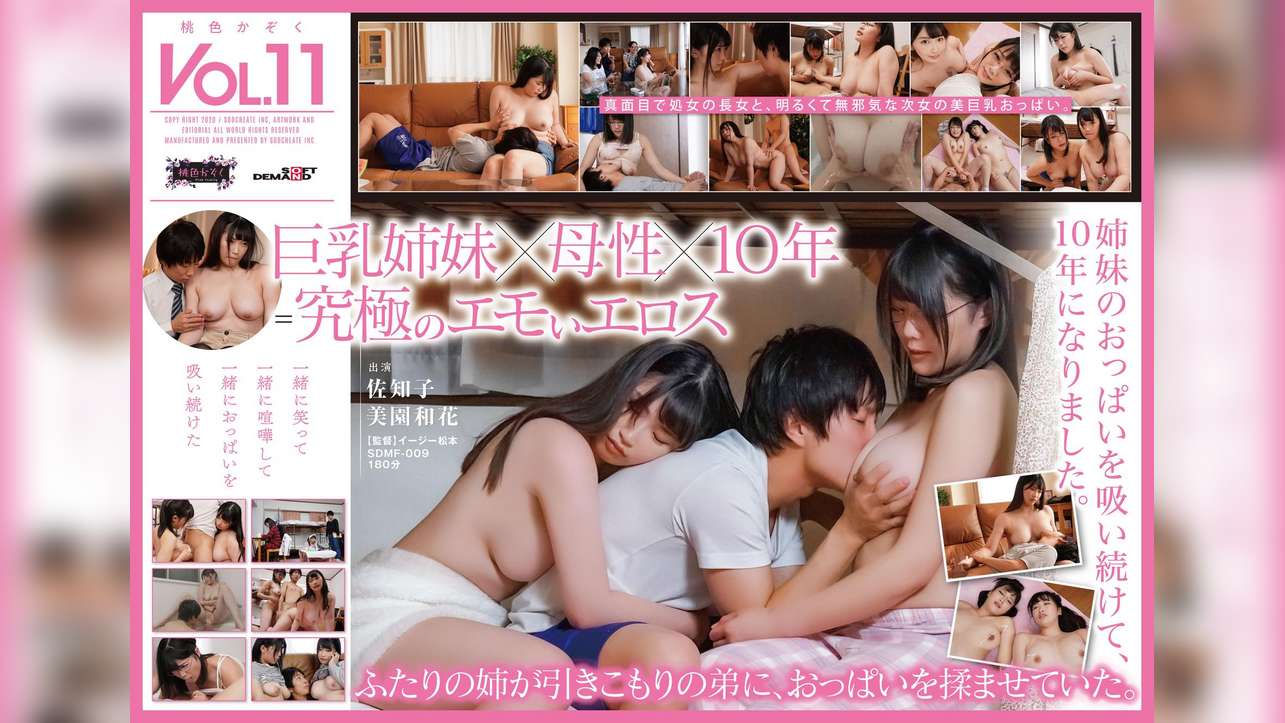 桃色かぞく
VOL.11
COPY RIGHT 2020 / SODCREATE INC, ARTWORK AND
EDITORIAL ALL WORLD RIGHTS RESERVED
MANUFACTURED AND PRESENTED BY SODCREATE INC.
桃色かぞく
SOFT ON DEMAND
真面目で処女の長女と、明るくて無邪気な次女の美巨乳おっぱい。
巨乳姉妹×母性×10年
=究極のエモいエロス
姉妹のおっぱいを吸い続けて、
10年になりました。
出演
佐知子
美園和花
【監督】イージー松本
SDMF-009
180分
一緒に笑って
一緒に喧嘩して
一緒におっぱいを
吸い続けた
ふたりの姉が引きこもりの弟に、おっぱいを揉ませていた。